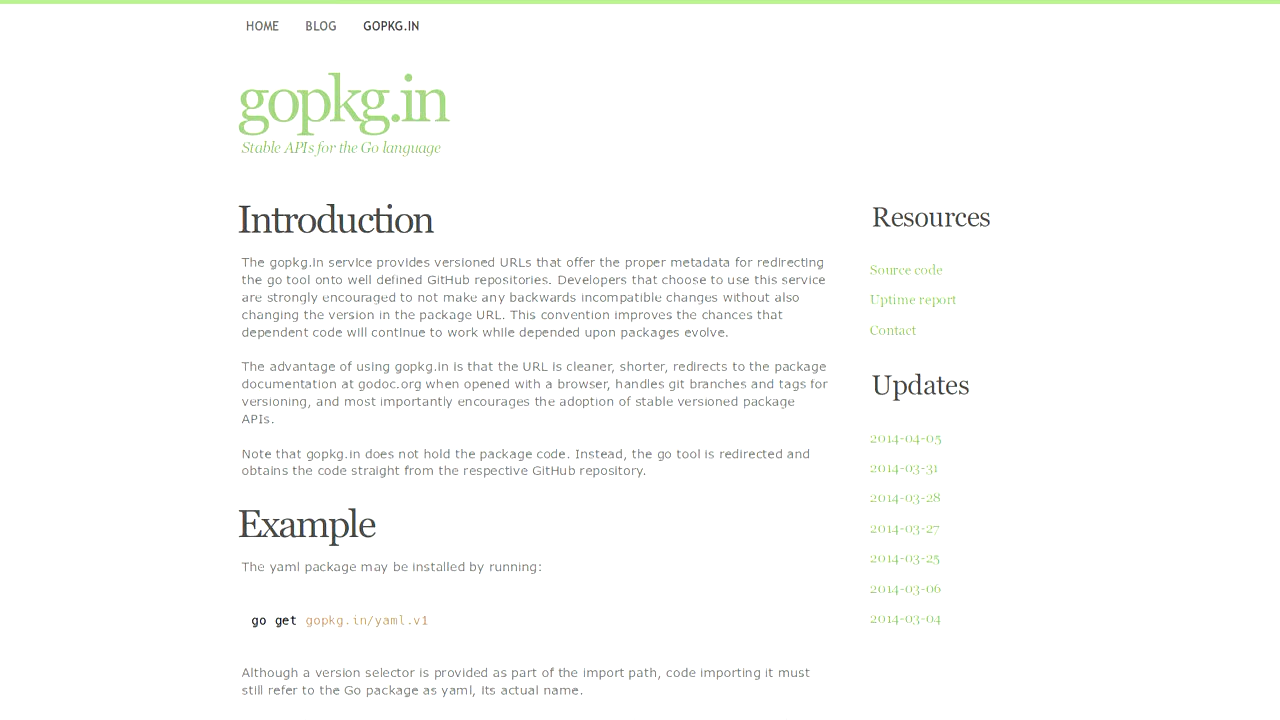 HOME BLOG GOPKG.IN
gopkg.in
Stable APIs for the Go language
Introduction
The gopkg.in service provides versioned URLs that offer the proper metadata for redirecting
the go tool onto well defined GitHub repositories. Developers that choose to use this service
are strongly encouraged to not make any backwards incompatible changes without also
changing the version in the package URL. This convention improves the chances that
dependent code will continue to work while depended upon packages evolve.
The advantage of using gopkg.in is that the URL is cleaner, shorter, redirects to the package
documentation at godoc.org when opened with a browser, handles git branches and tags for
versioning, and most importantly encourages the adoption of stable versioned package
APIs.
Note that gopkg.in does not hold the package code. Instead, the go tool is redirected and
obtains the code straight from the respective GitHub repository.
Example
The yaml package may be installed by running:
go get gopkg.in/yaml.v1
Although a version selector is provided as part of the import path, code importing it must
still refer to the Go package as yaml, its actual name.
Resources
Source code
Uptime report
Contact
Updates
2014-04-05
2014-03-31
2014-03-28
2014-03-27
2014-03-25
2014-03-06
2014-03-04